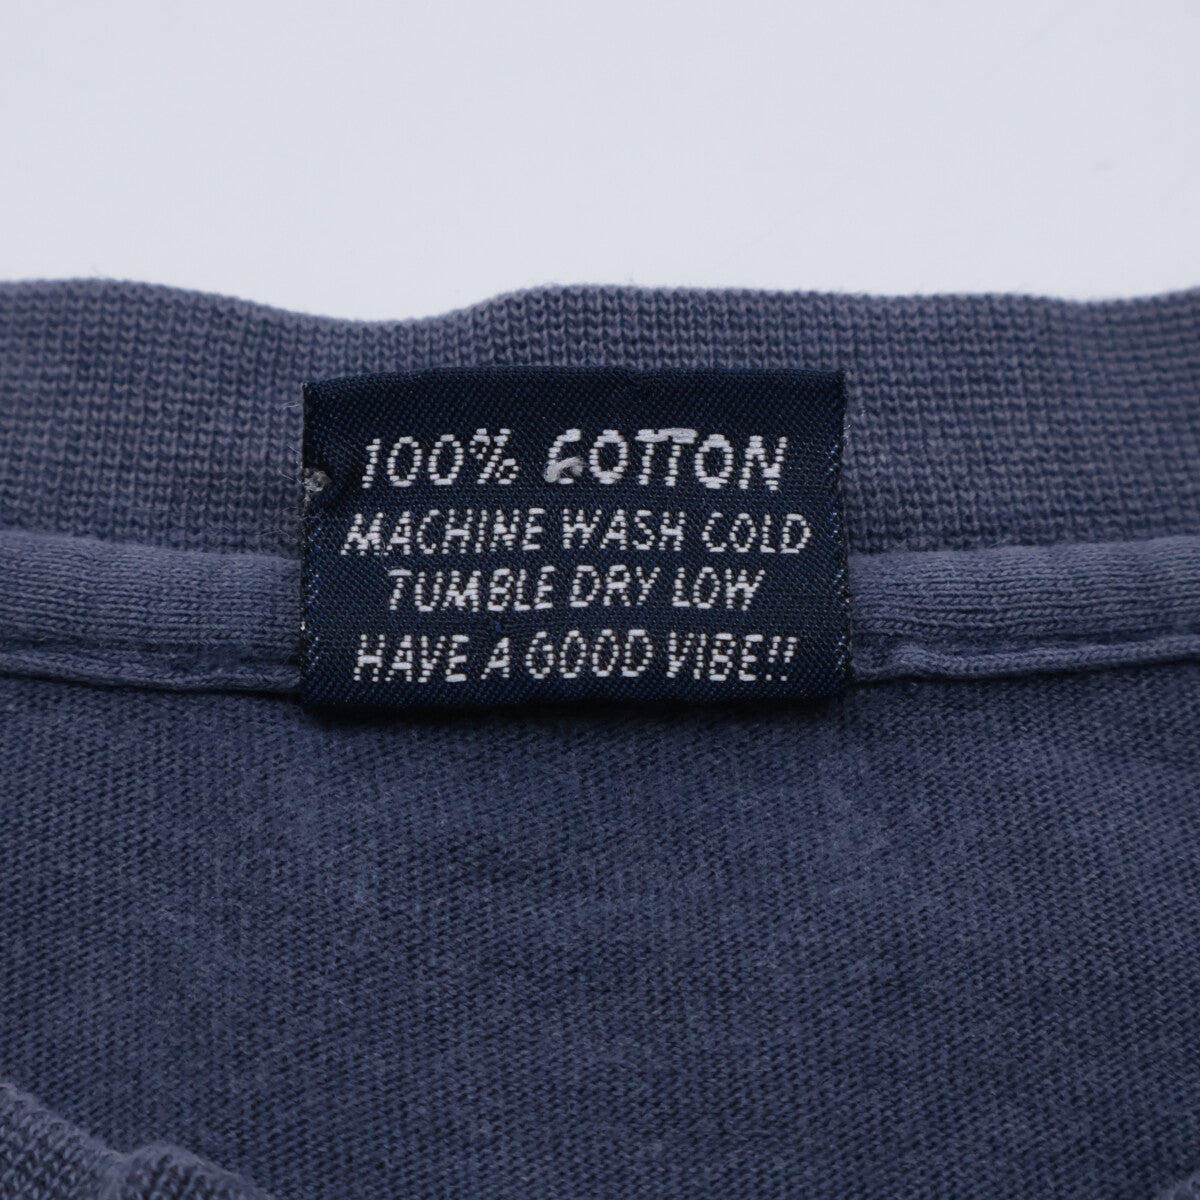 100% COTTON
MACHINE WASH COLD
TUMBLE DRY LOW
HAVE A GOOD VIBE!!